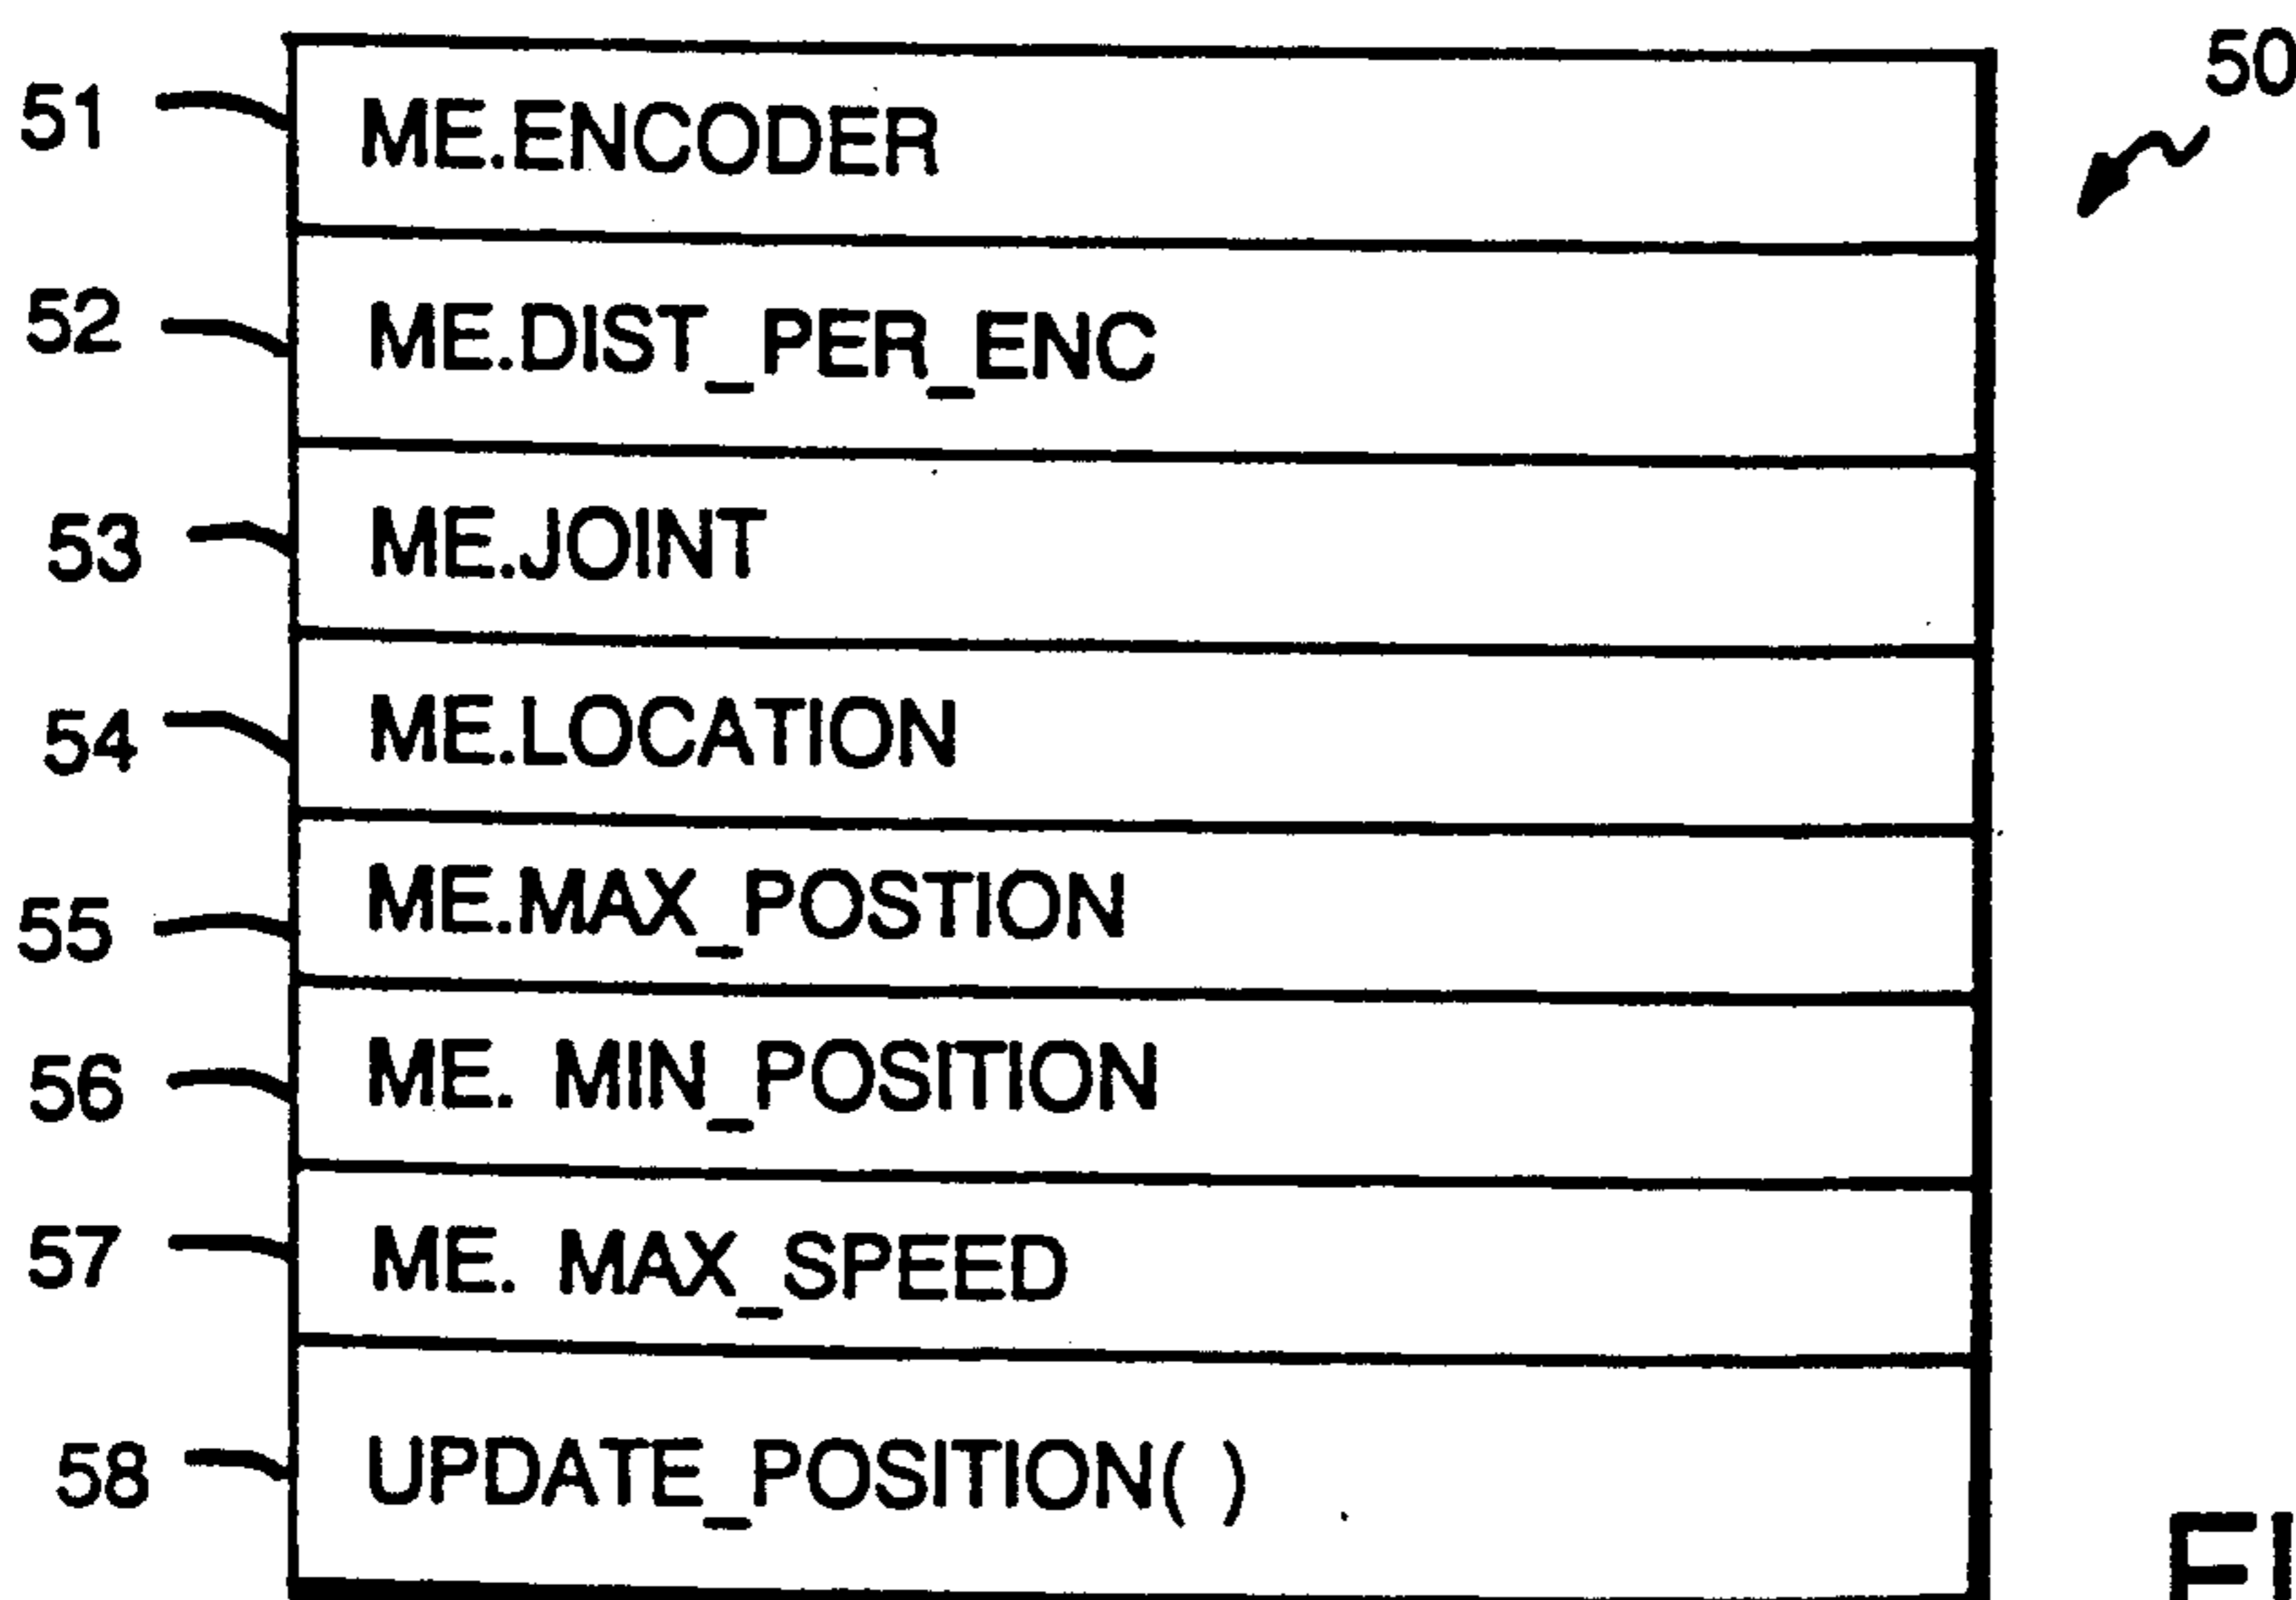 50
51 ME.ENCODER
52 ME.DIST_PER_ENC
53 ME.JOINT
54 ME.LOCATION
55 ME.MAX_POSTION
56 ME. MIN_POSITION
57 ME. MAX_SPEED
58 UPDATE_POSITION( )